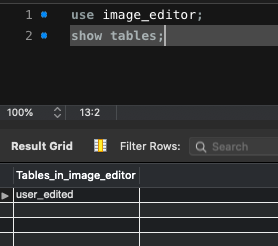 1 use image_editor;
2 show tables;
100% 13:2
Result Grid Filter Rows: Search
Tables_in_image_editor
user_edited